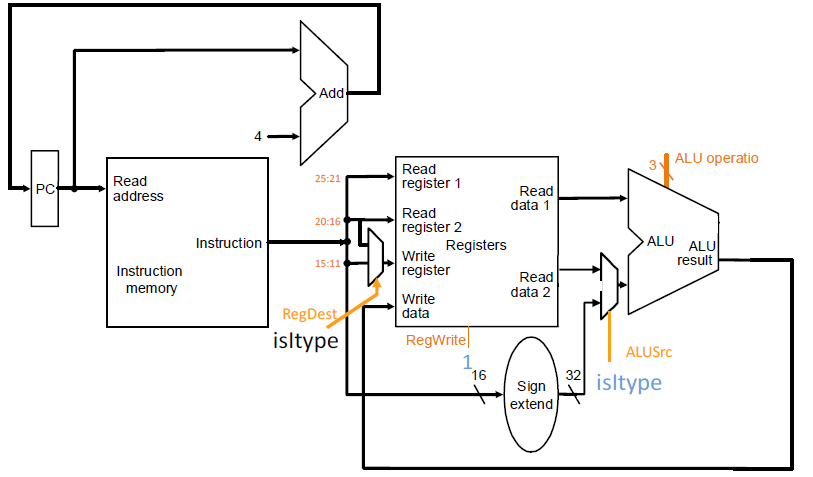 Add
4
PC
Read
address
Instruction
Instruction
memory
25:21
20:16
15:11
RegDest
isItype
Read
register 1
Read
register 2
Write
register
Write
data
Registers
Read
data 1
Read
data 2
RegWrite
1
16
Sign
extend
32
3
ALU operatio
ALU
ALU
result
ALUSrc
isItype